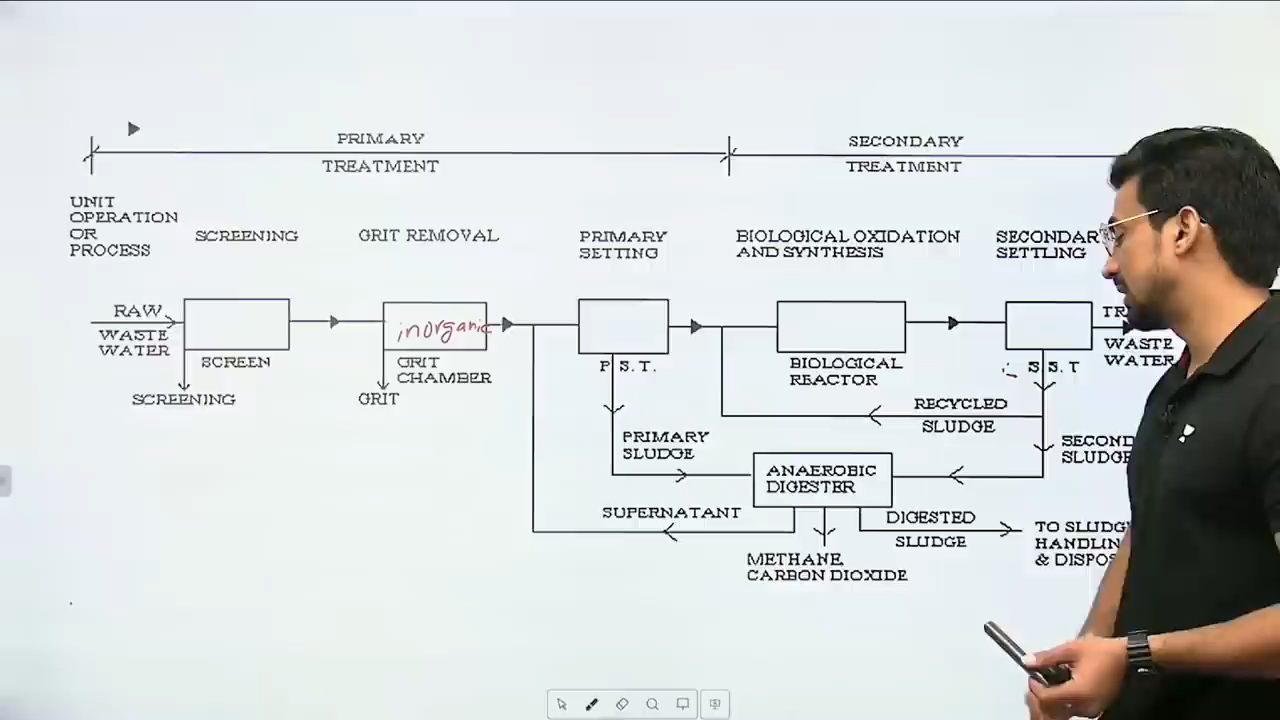 PRIMARY
TREATMENT
SECONDARY
TREATMENT
UNIT
OPERATION
OR
PROCESS
SCREENING
GRIT REMOVAL
PRIMARY
SETTING
BIOLOGICAL OXIDATION
AND SYNTHESIS
SETTLING
RAW
WASTE
WATER
SCREEN
SCREENING
inorganic
GRIT
CHAMBER
GRIT
P. S. T.
BIOLOGICAL
REACTOR
S. S. T
WASTE
WATER
RECYCLED
SLUDGE
PRIMARY
SLUDGE
ANAEROBIC
DIGESTER
SUPERNATANT
DIGESTED
SLUDGE
METHANE,
CARBON DIOXIDE
TO
&